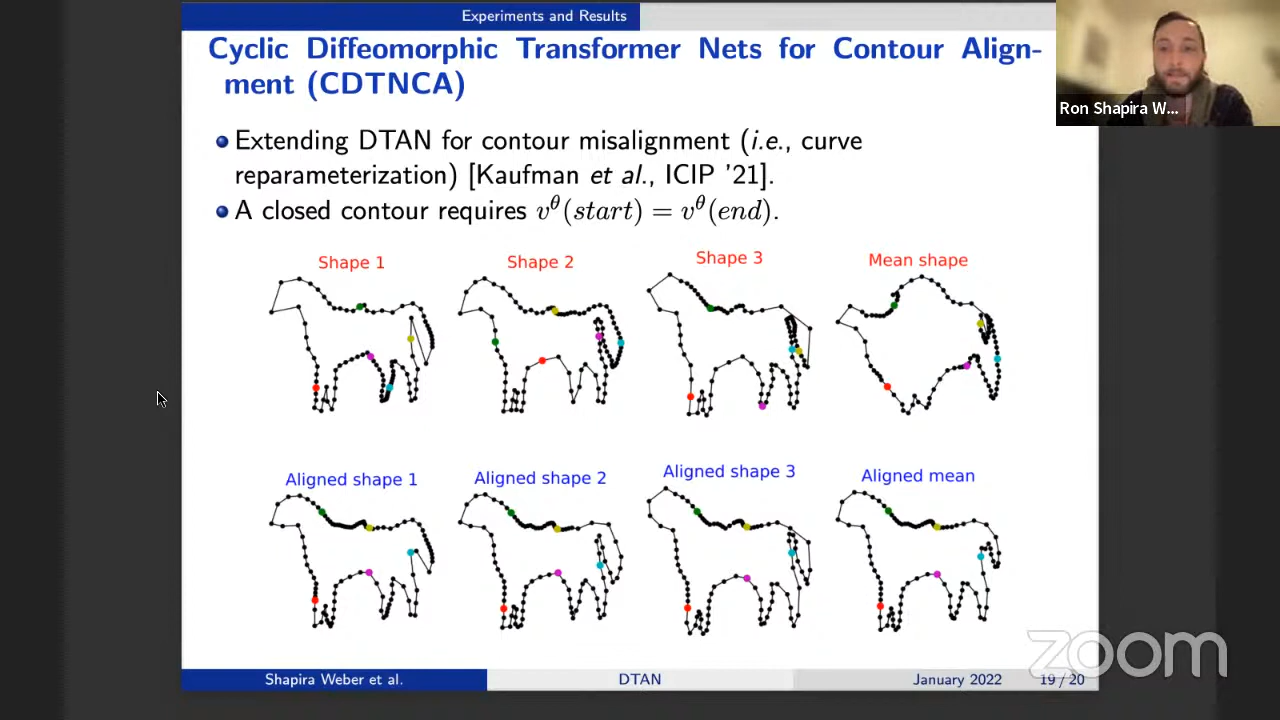 Experiments and Results
Cyclic Diffeomorphic Transformer Nets for Contour Align-
ment (CDTNCA)
Ron Shapira W...
Extending DTAN for contour misalignment (i.e., curve
reparameterization) [Kaufman et al., ICIP '21].
A closed contour requires v^θ(start) = v^θ(end).
Shape 1 Shape 2 Shape 3 Mean shape
Aligned shape 1 Aligned shape 2 Aligned shape 3 Aligned mean
zoom
Shapira Weber et al. DTAN January 2022 19 / 20